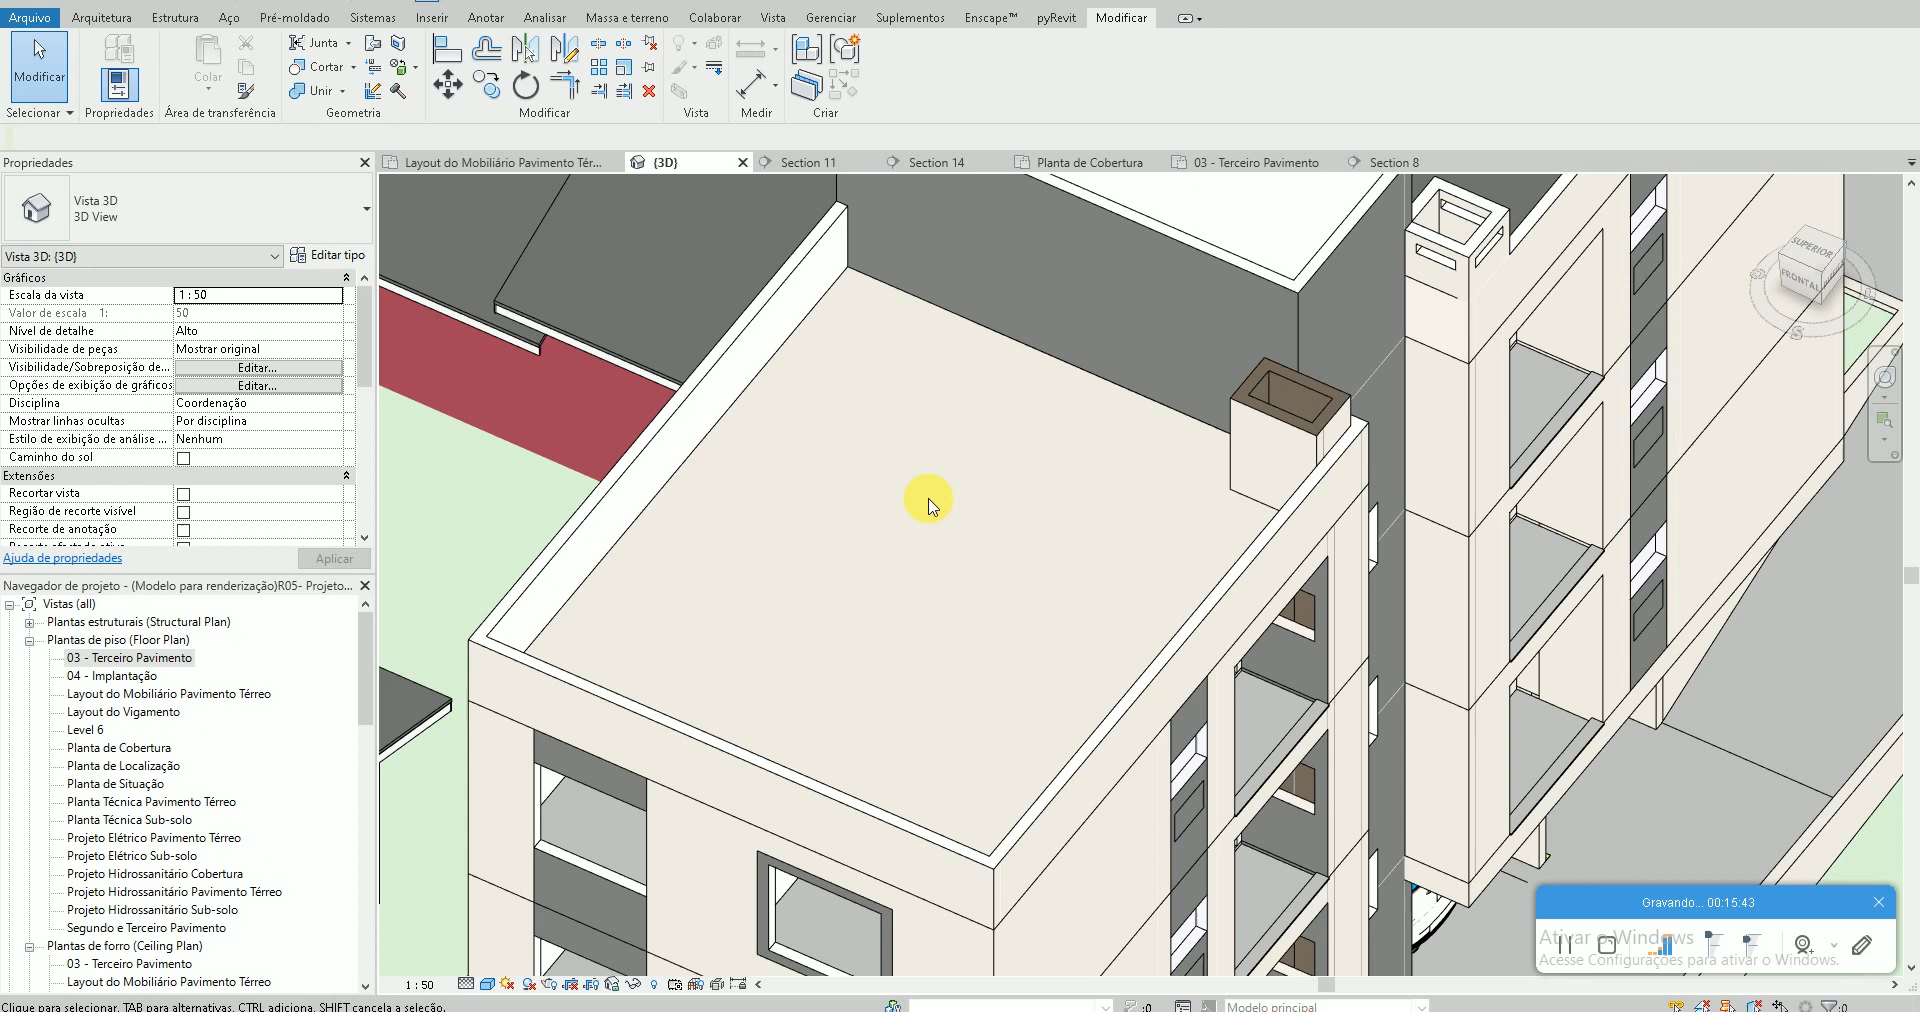 Arquivo Arquitetura Estrutura Aço Pré-moldado Sistemas Inserir Anotar Analisar Massa e terreno Colaborar Vista Gerenciar Suplementos Enscape™ pyRevit Modificar
Modificar
Colar
Junta
Cortar
Unir
Selecionar Propriedades Área de transferência Geometria Modificar Vista Medir Criar
Propriedades
Layout do Mobiliário Pavimento Tér... {3D} Section 11 Section 14 Planta de Cobertura 03 - Terceiro Pavimento Section 8
Vista 3D
3D View
Vista 3D: {3D} Editar tipo
Gráficos
Escala da vista 1 : 50
Valor de escala 1: 50
Nível de detalhe Alto
Visibilidade de peças Mostrar original
Visibilidade/Sobreposição de... Editar...
Opções de exibição de gráficos Editar...
Disciplina Coordenação
Mostrar linhas ocultas Por disciplina
Estilo de exibição de análise ... Nenhum
Caminho do sol
Extensões
Recortar vista
Região de recorte visível
Recorte de anotação
Ajuda de propriedades Aplicar
Navegador de projeto - (Modelo para renderização)R05- Projeto...
Vistas (all)
Plantas estruturais (Structural Plan)
Plantas de piso (Floor Plan)
03 - Terceiro Pavimento
04 - Implantação
Layout do Mobiliário Pavimento Térreo
Layout do Vigamento
Level 6
Planta de Cobertura
Planta de Localização
Planta de Situação
Planta Técnica Pavimento Térreo
Planta Técnica Sub-solo
Projeto Elétrico Pavimento Térreo
Projeto Elétrico Sub-solo
Projeto Hidrossanitário Cobertura
Projeto Hidrossanitário Pavimento Térreo
Projeto Hidrossanitário Sub-solo
Segundo e Terceiro Pavimento
Plantas de forro (Ceiling Plan)
03 - Terceiro Pavimento
Layout do Mobiliário Pavimento Térreo
SUPERIOR
FRONTAL
S
Gravando... 00:15:43
Ativar o Windows
Acesse Configurações para ativar o Windows.
1 : 50
Clique para selecionar, TAB para alternativas, CTRL adiciona, SHIFT cancela a seleção. :0 Modelo principal :0